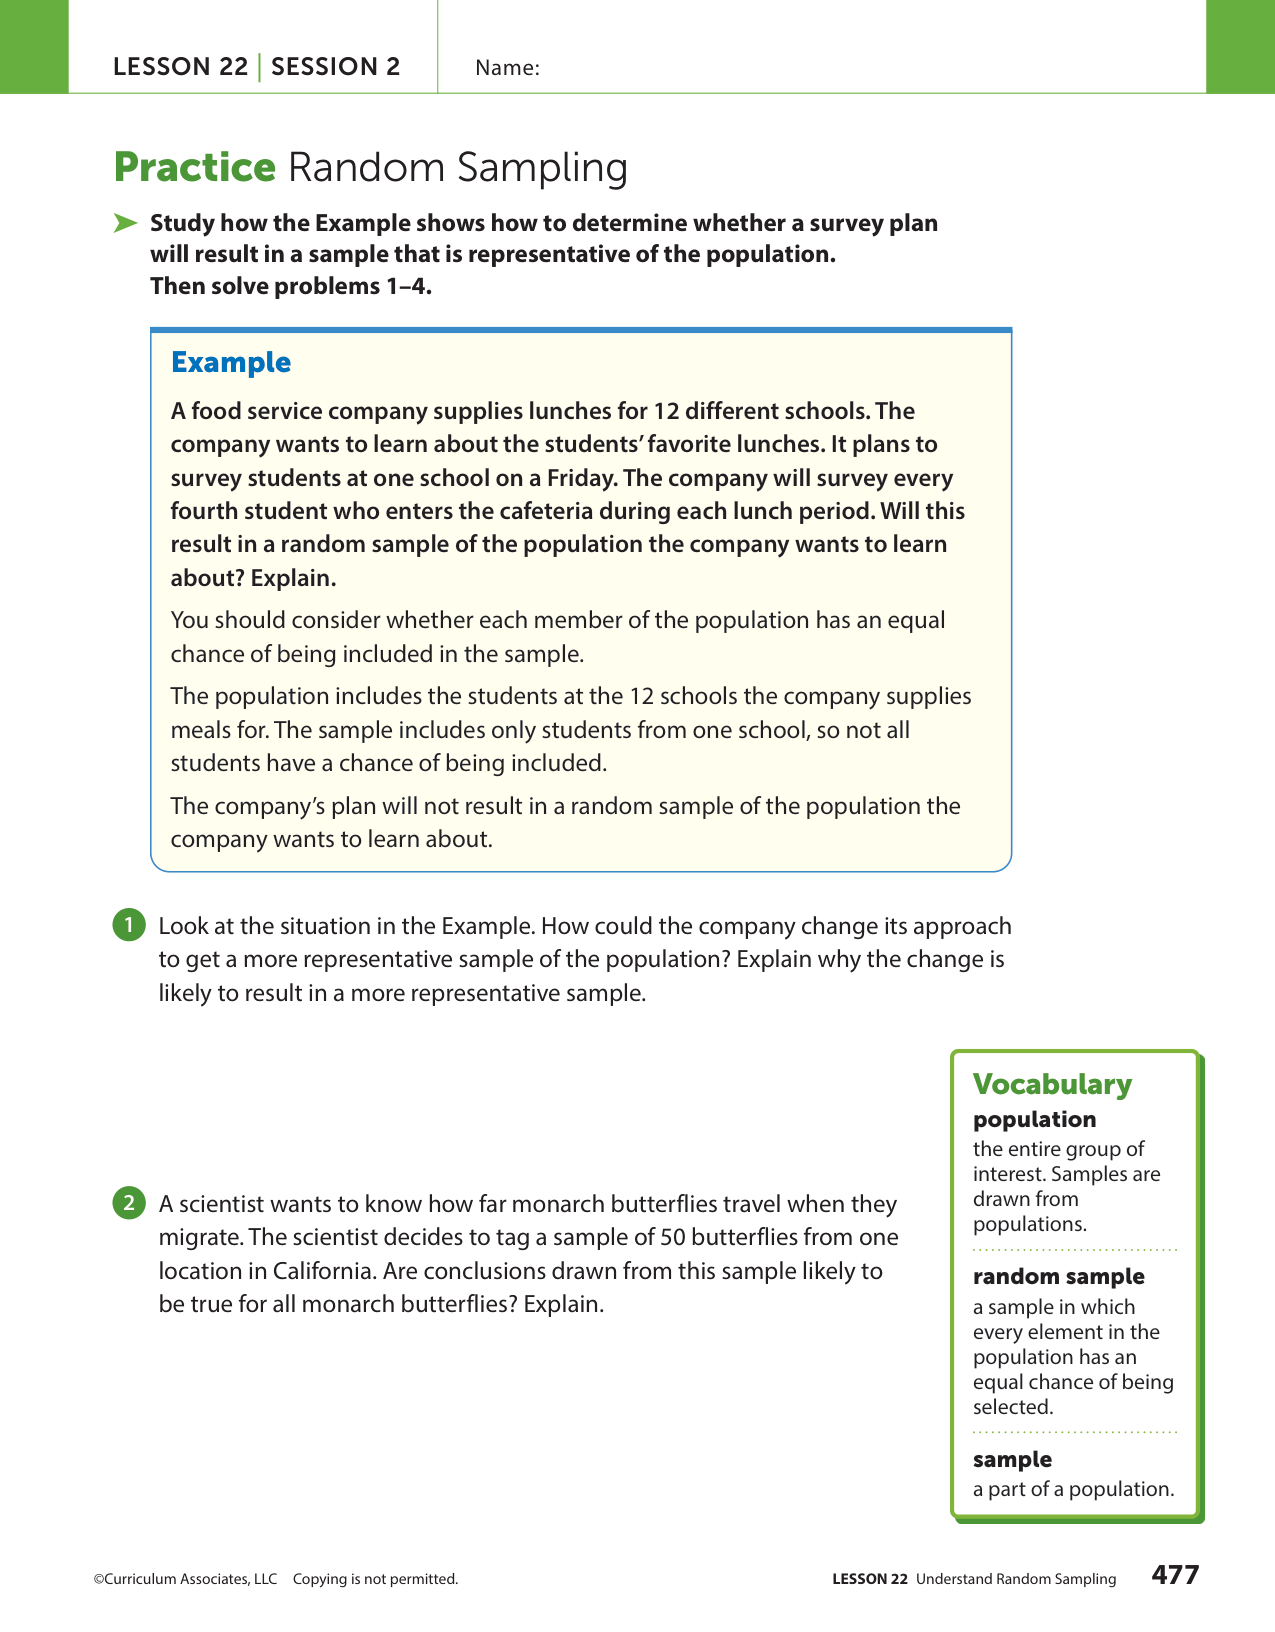 LESSON 22 | SESSION 2
Name:
Practice Random Sampling
Study how the Example shows how to determine whether a survey plan
will result in a sample that is representative of the population.
Then solve problems 1–4.
Example
A food service company supplies lunches for 12 different schools. The
company wants to learn about the students’ favorite lunches. It plans to
survey students at one school on a Friday. The company will survey every
fourth student who enters the cafeteria during each lunch period. Will this
result in a random sample of the population the company wants to learn
about? Explain.
You should consider whether each member of the population has an equal
chance of being included in the sample.
The population includes the students at the 12 schools the company supplies
meals for. The sample includes only students from one school, so not all
students have a chance of being included.
The company’s plan will not result in a random sample of the population the
company wants to learn about.
1 Look at the situation in the Example. How could the company change its approach
to get a more representative sample of the population? Explain why the change is
likely to result in a more representative sample.
2 A scientist wants to know how far monarch butterflies travel when they
migrate. The scientist decides to tag a sample of 50 butterflies from one
location in California. Are conclusions drawn from this sample likely to
be true for all monarch butterflies? Explain.
Vocabulary
population
the entire group of
interest. Samples are
drawn from
populations.
random sample
a sample in which
every element in the
population has an
equal chance of being
selected.
sample
a part of a population.
©Curriculum Associates, LLC Copying is not permitted.
LESSON 22 Understand Random Sampling 477